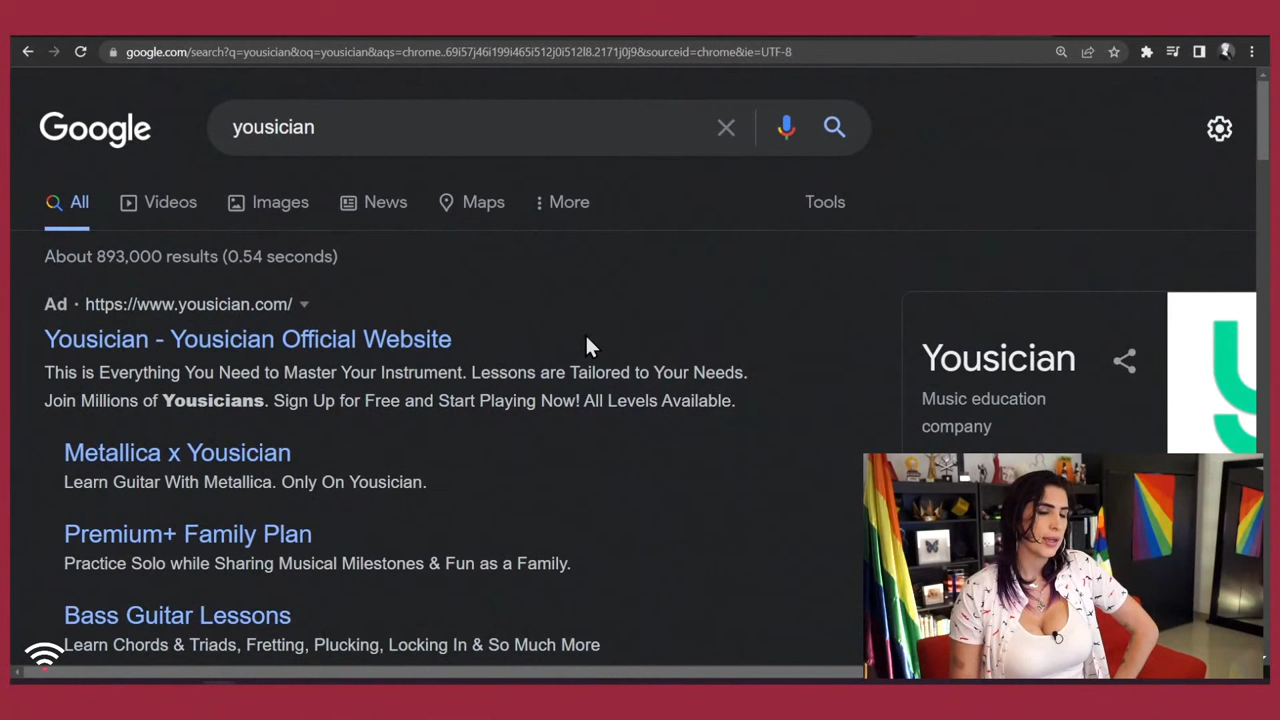 google.com/search?q=yousician&oq=yousician&aqs=chrome..69i57j46i199i465i512j0i512l8.2171j0j9&sourceid=chrome&ie=UTF-8
Google
yousician
All
Videos
Images
News
Maps
More
Tools
About 893,000 results (0.54 seconds)
Ad · https://www.yousician.com/
Yousician - Yousician Official Website
This is Everything You Need to Master Your Instrument. Lessons are Tailored to Your Needs.
Join Millions of Yousicians. Sign Up for Free and Start Playing Now! All Levels Available.
Metallica x Yousician
Learn Guitar With Metallica. Only On Yousician.
Premium+ Family Plan
Practice Solo while Sharing Musical Milestones & Fun as a Family.
Bass Guitar Lessons
Learn Chords & Triads, Fretting, Plucking, Locking In & So Much More
Yousician
Music education
company